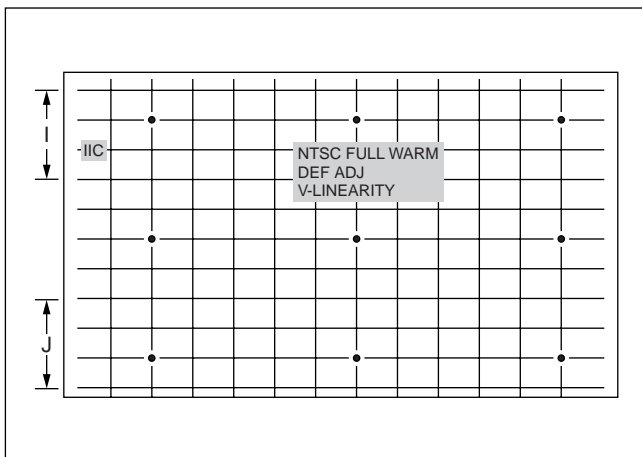 I
IIC
NTSC FULL WARM
DEF ADJ
V-LINEARITY
J